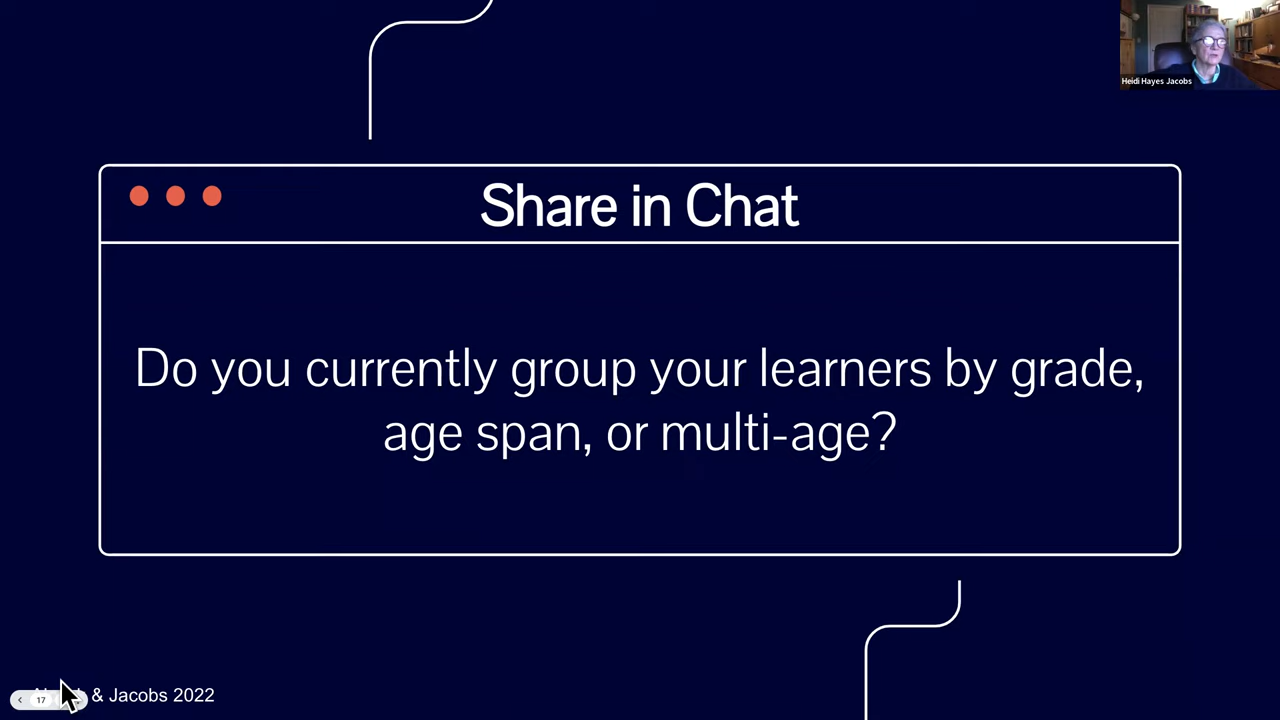 Heidi Hayes Jacobs
Share in Chat
Do you currently group your learners by grade,
age span, or multi-age?
& Jacobs 2022
17